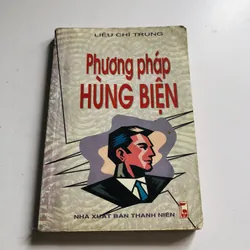 LIÊU CHÍ TRUNG
Phương pháp
HÙNG BIỆN
NHÀ XUẤT BẢN THANH NIÊN